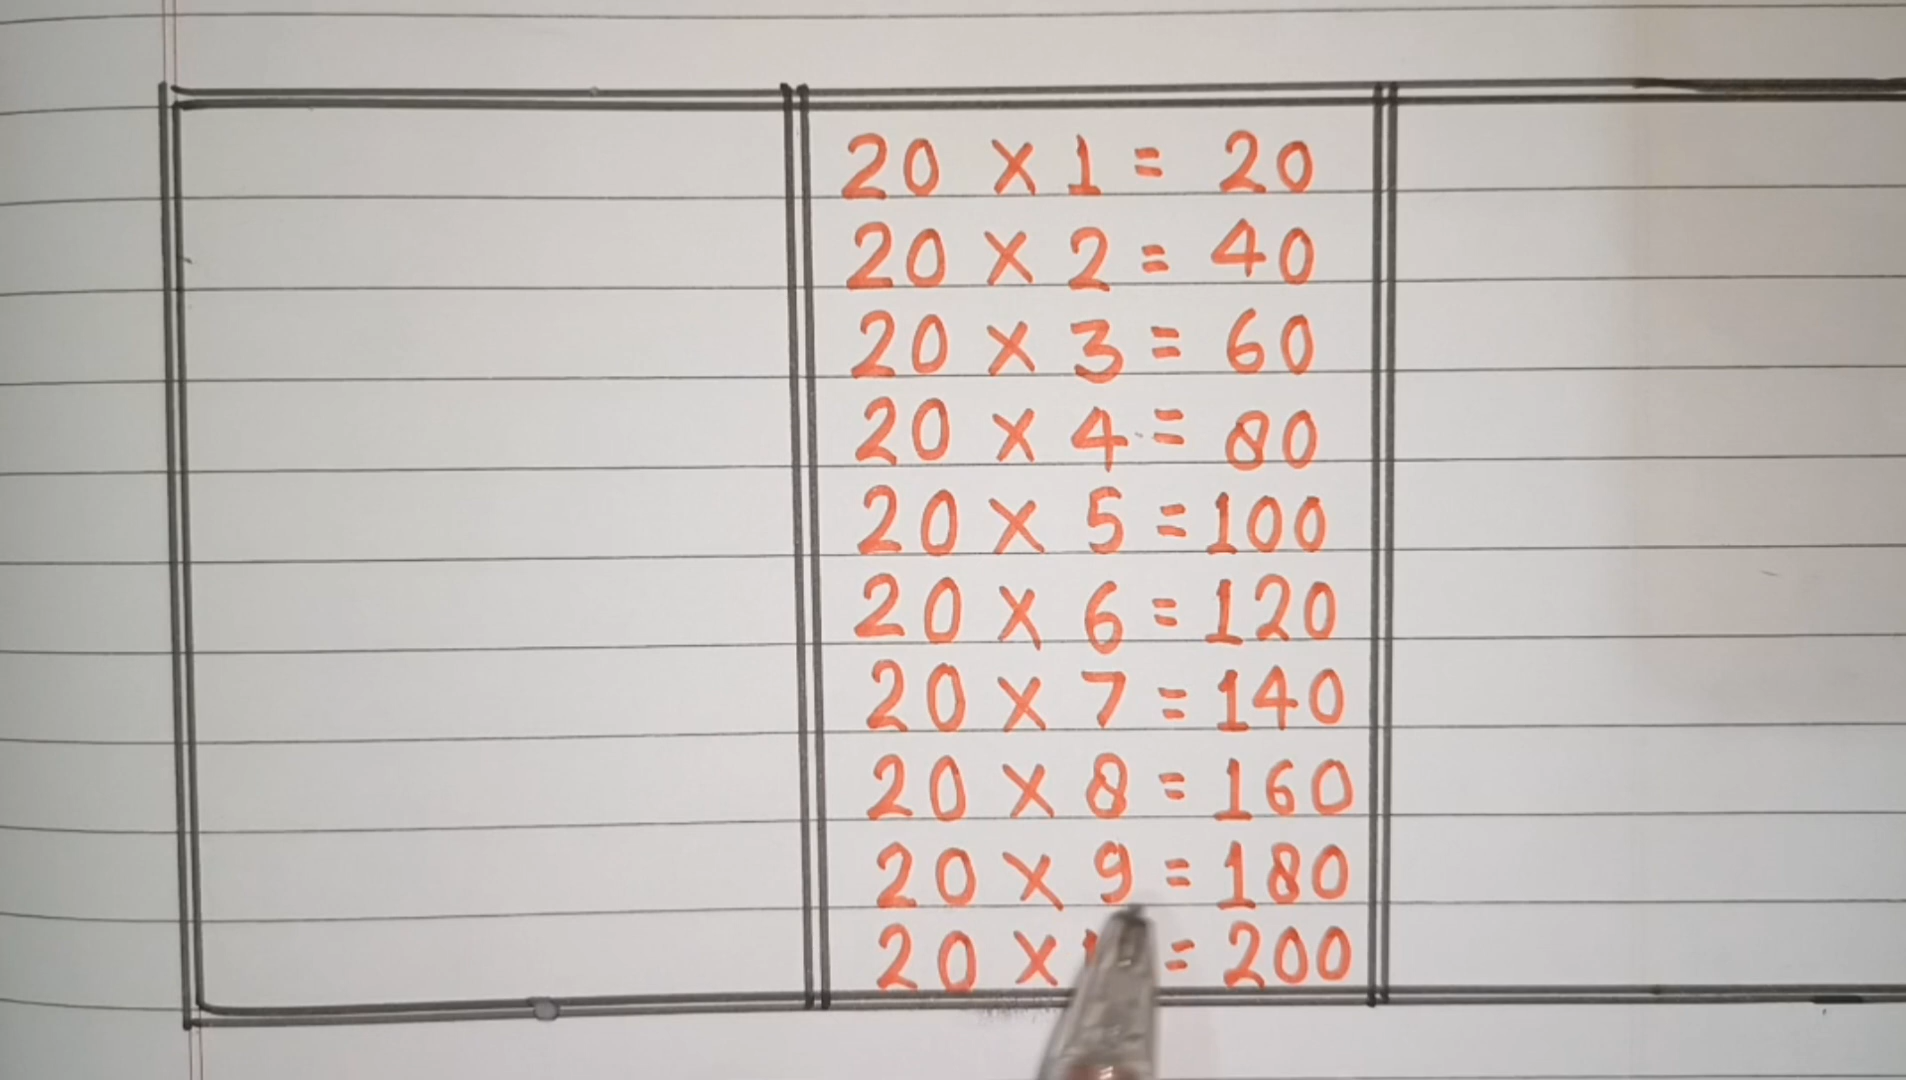 20 × 1 = 20
20 × 2 = 40
20 × 3 = 60
20 × 4 = 80
20 × 5 = 100
20 × 6 = 120
20 × 7 = 140
20 × 8 = 160
20 × 9 = 180
20 × = 200